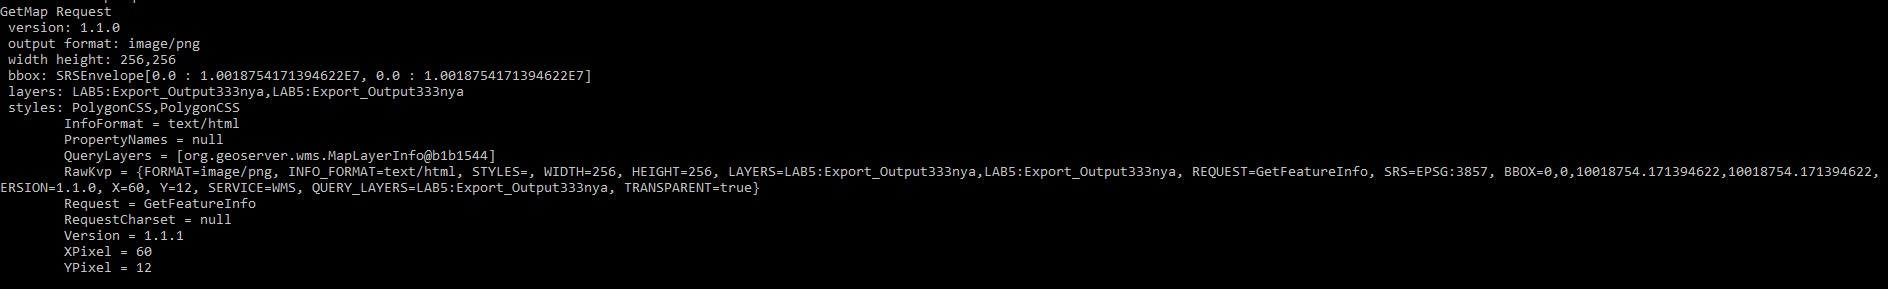 GetMap Request
version: 1.1.0
output format: image/png
width height: 256,256
bbox: SRSEnvelope[0.0 : 1.0018754171394622E7, 0.0 : 1.0018754171394622E7]
layers: LAB5:Export_Output333nya,LAB5:Export_Output333nya
styles: PolygonCSS,PolygonCSS
InfoFormat = text/html
PropertyNames = null
QueryLayers = [org.geoserver.wms.MapLayerInfo@b1b1544]
RawKvp = {FORMAT=image/png, INFO_FORMAT=text/html, STYLES=, WIDTH=256, HEIGHT=256, LAYERS=LAB5:Export_Output333nya,LAB5:Export_Output333nya, REQUEST=GetFeatureInfo, SRS=EPSG:3857, BBOX=0,0,10018754.171394622,10018754.171394622,
ERSION=1.1.0, X=60, Y=12, SERVICE=WMS, QUERY_LAYERS=LAB5:Export_Output333nya, TRANSPARENT=true}
Request = GetFeatureInfo
RequestCharset = null
Version = 1.1.1
XPixel = 60
YPixel = 12